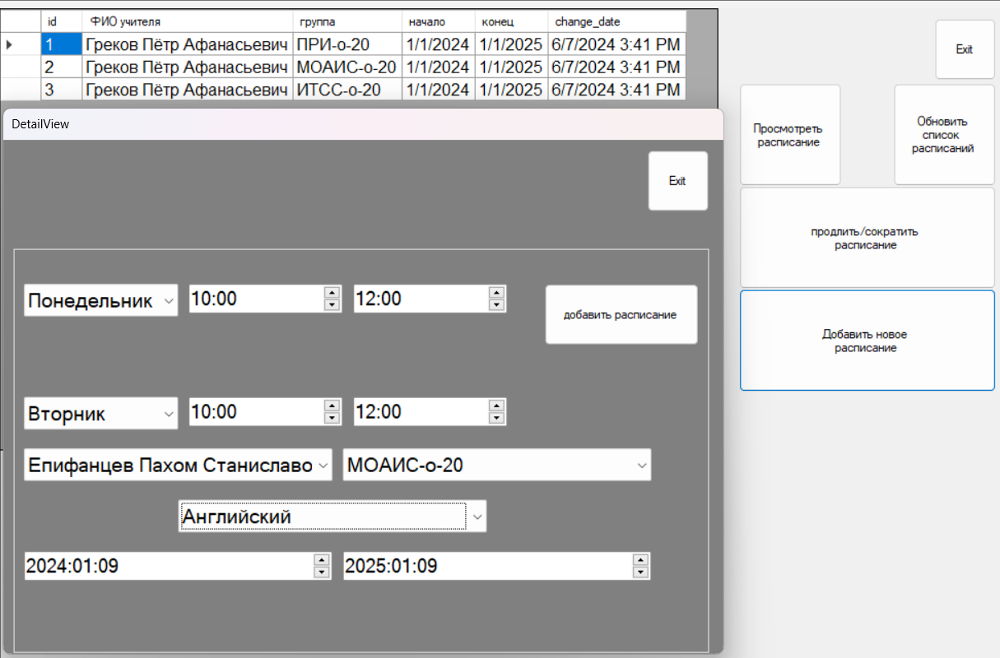 id ФИО учителя группа начало конец change_date
1 Греков Пётр Афанасьевич ПРИ-о-20 1/1/2024 1/1/2025 6/7/2024 3:41 PM
2 Греков Пётр Афанасьевич МОАИС-о-20 1/1/2024 1/1/2025 6/7/2024 3:41 PM
3 Греков Пётр Афанасьевич ИТСС-о-20 1/1/2024 1/1/2025 6/7/2024 3:41 PM
Exit
Просмотреть
расписание
Обновить
список
расписаний
продлить/сократить
расписание
Добавить новое
расписание
DetailView
Exit
Понедельник 10:00 12:00
добавить расписание
Вторник 10:00 12:00
Епифанцев Пахом Станиславо МОАИС-о-20
Английский
2024:01:09 2025:01:09